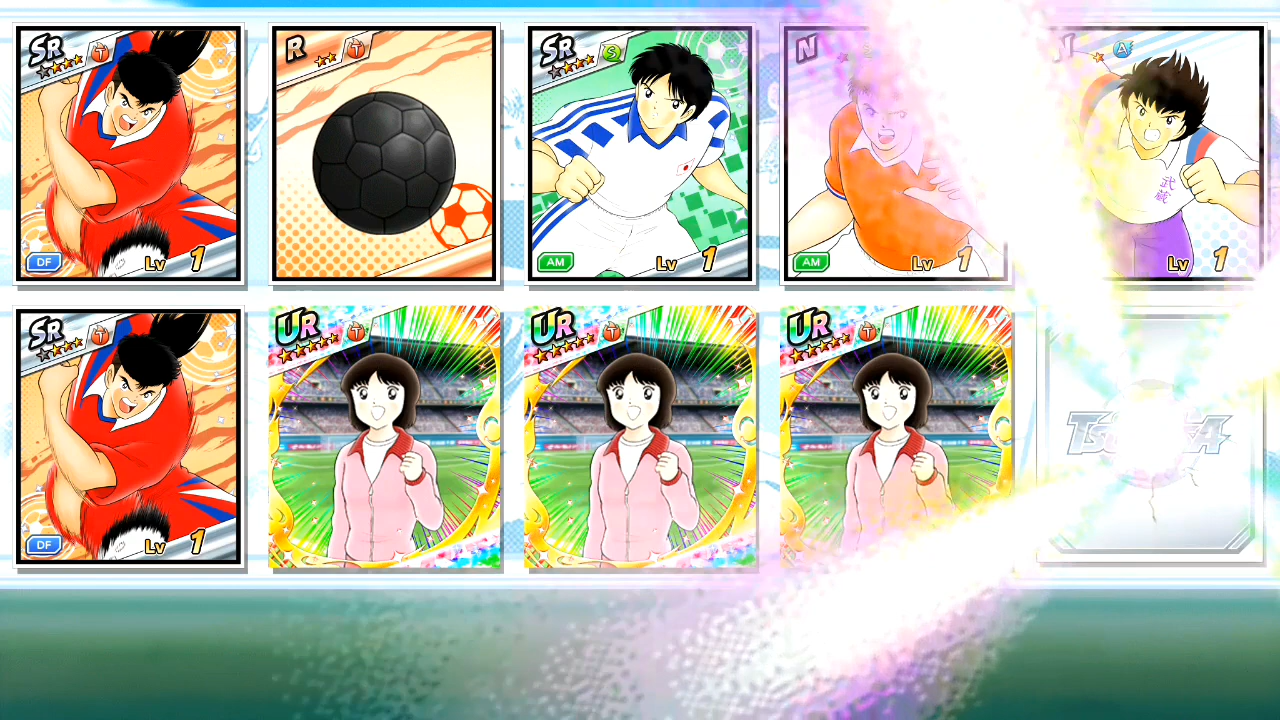 SR T
DF Lv 1
R T
SR S
AM Lv 1
N
AM Lv 1
N A
武蔵
Lv 1
SR T
DF Lv 1
UR T
UR T
UR T